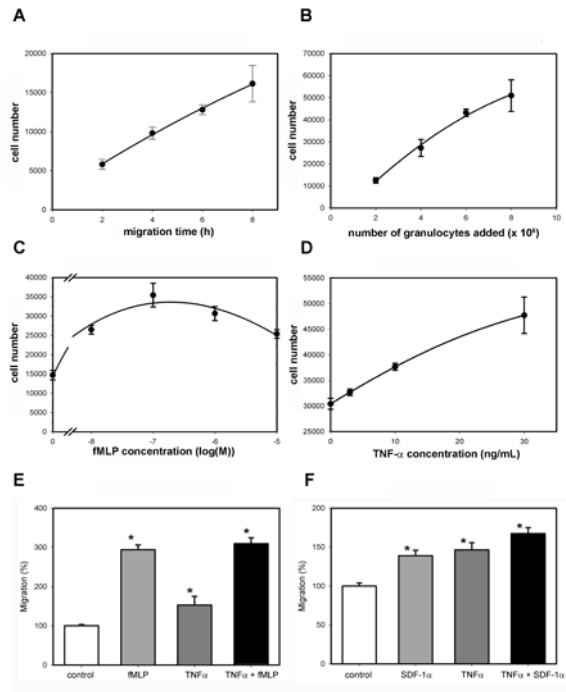 A
20000
15000
10000
5000
0
cell number
0 2 4 6 8
migration time (h)
B
70000
60000
50000
40000
30000
20000
10000
0
cell number
0 2 4 6 8 10
number of granulocytes added (x 10⁶)
C
40000
35000
30000
25000
20000
15000
10000
5000
0
cell number
0 -8 -7 -6 -5
fMLP concentration (log(M))
D
55000
50000
45000
40000
35000
30000
25000
cell number
0 10 20 30
TNF-α concentration (ng/mL)
E
400
300
200
100
0
Migration (%)
* * *
control fMLP TNFα TNFα + fMLP
F
200
150
100
50
0
Migration (%)
* * *
control SDF-1α TNFα TNFα + SDF-1α